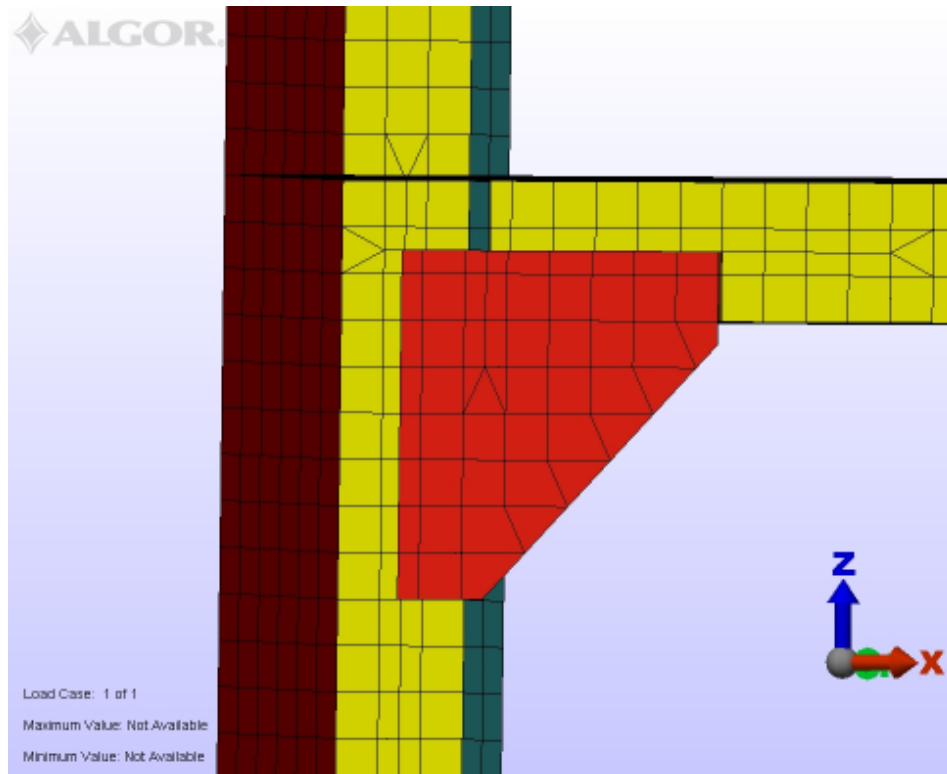 ALGOR.
Z
X
Load Case: 1 of 1
Maximum Value: Not Available
Minimum Value: Not Available